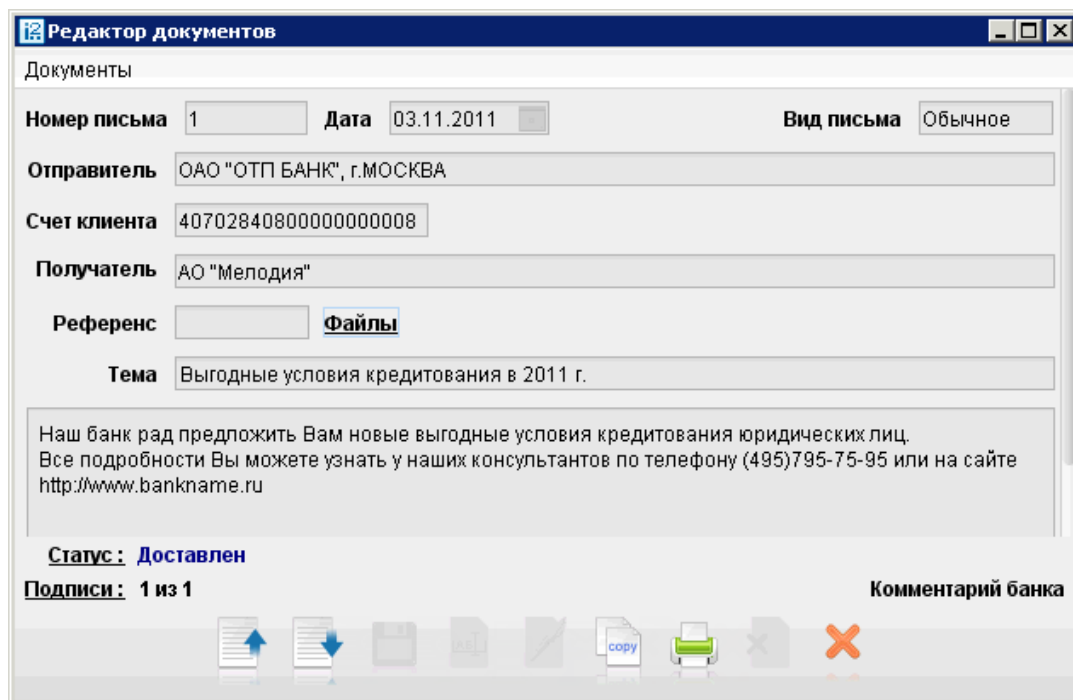 Редактор документов
Документы
Номер письма 1 Дата 03.11.2011 Вид письма Обычное
Отправитель ОАО "ОТП БАНК", г.МОСКВА
Счет клиента 40702840800000000008
Получатель АО "Мелодия"
Референс Файлы
Тема Выгодные условия кредитования в 2011 г.
Наш банк рад предложить Вам новые выгодные условия кредитования юридических лиц.
Все подробности Вы можете узнать у наших консультантов по телефону (495)795-75-95 или на сайте
http://www.bankname.ru
Статус : Доставлен
Подписи : 1 из 1 Комментарий банка
copy